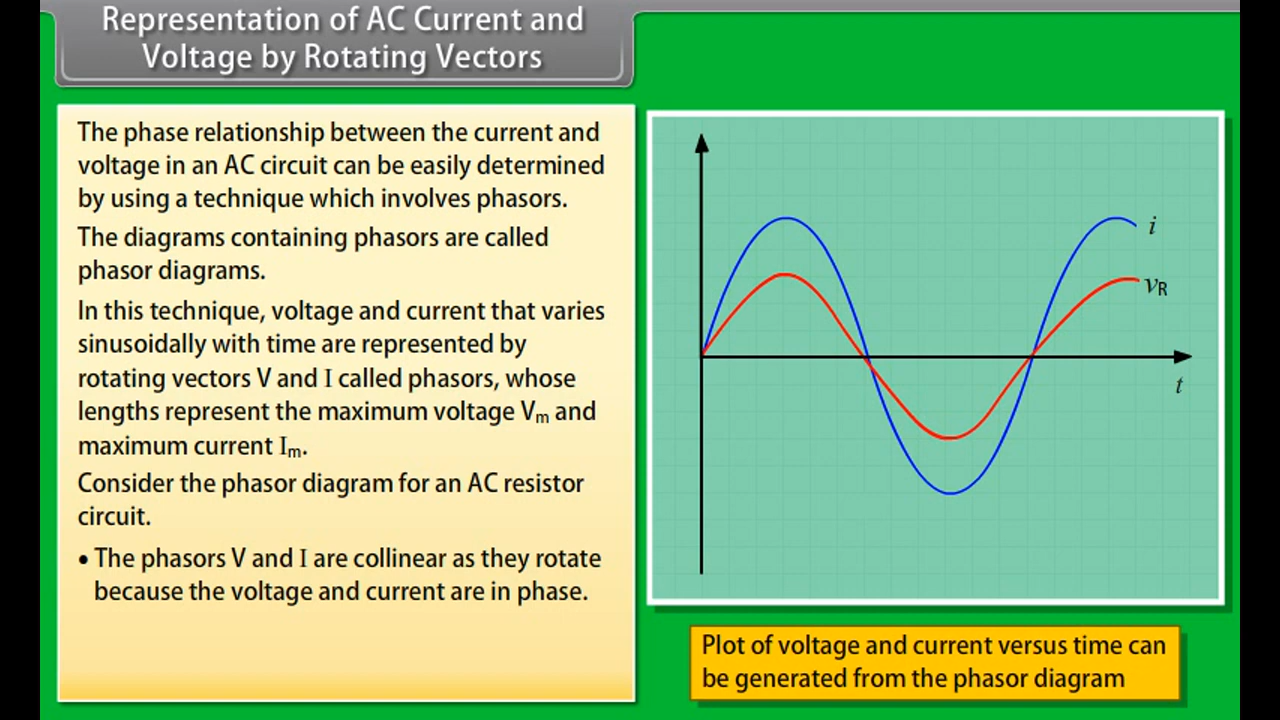 Representation of AC Current and
Voltage by Rotating Vectors
The phase relationship between the current and
voltage in an AC circuit can be easily determined
by using a technique which involves phasors.
The diagrams containing phasors are called
phasor diagrams.
In this technique, voltage and current that varies
sinusoidally with time are represented by
rotating vectors V and I called phasors, whose
lengths represent the maximum voltage Vm and
maximum current Im.
Consider the phasor diagram for an AC resistor
circuit.
• The phasors V and I are collinear as they rotate
because the voltage and current are in phase.
i
vR
t
Plot of voltage and current versus time can
be generated from the phasor diagram